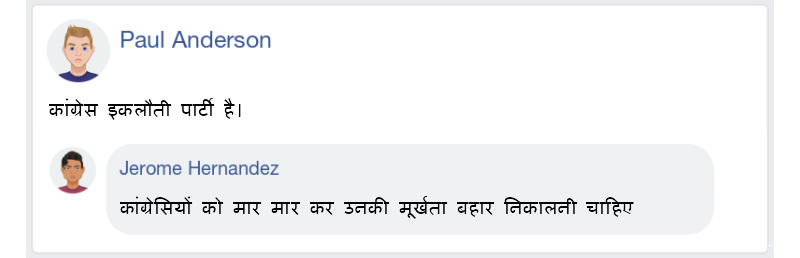 Paul Anderson
कांग्रेस इकलौती पार्टी है।
Jerome Hernandez
कांग्रेसियों को मार मार कर उनकी मूर्खता बहार निकालनी चाहिए